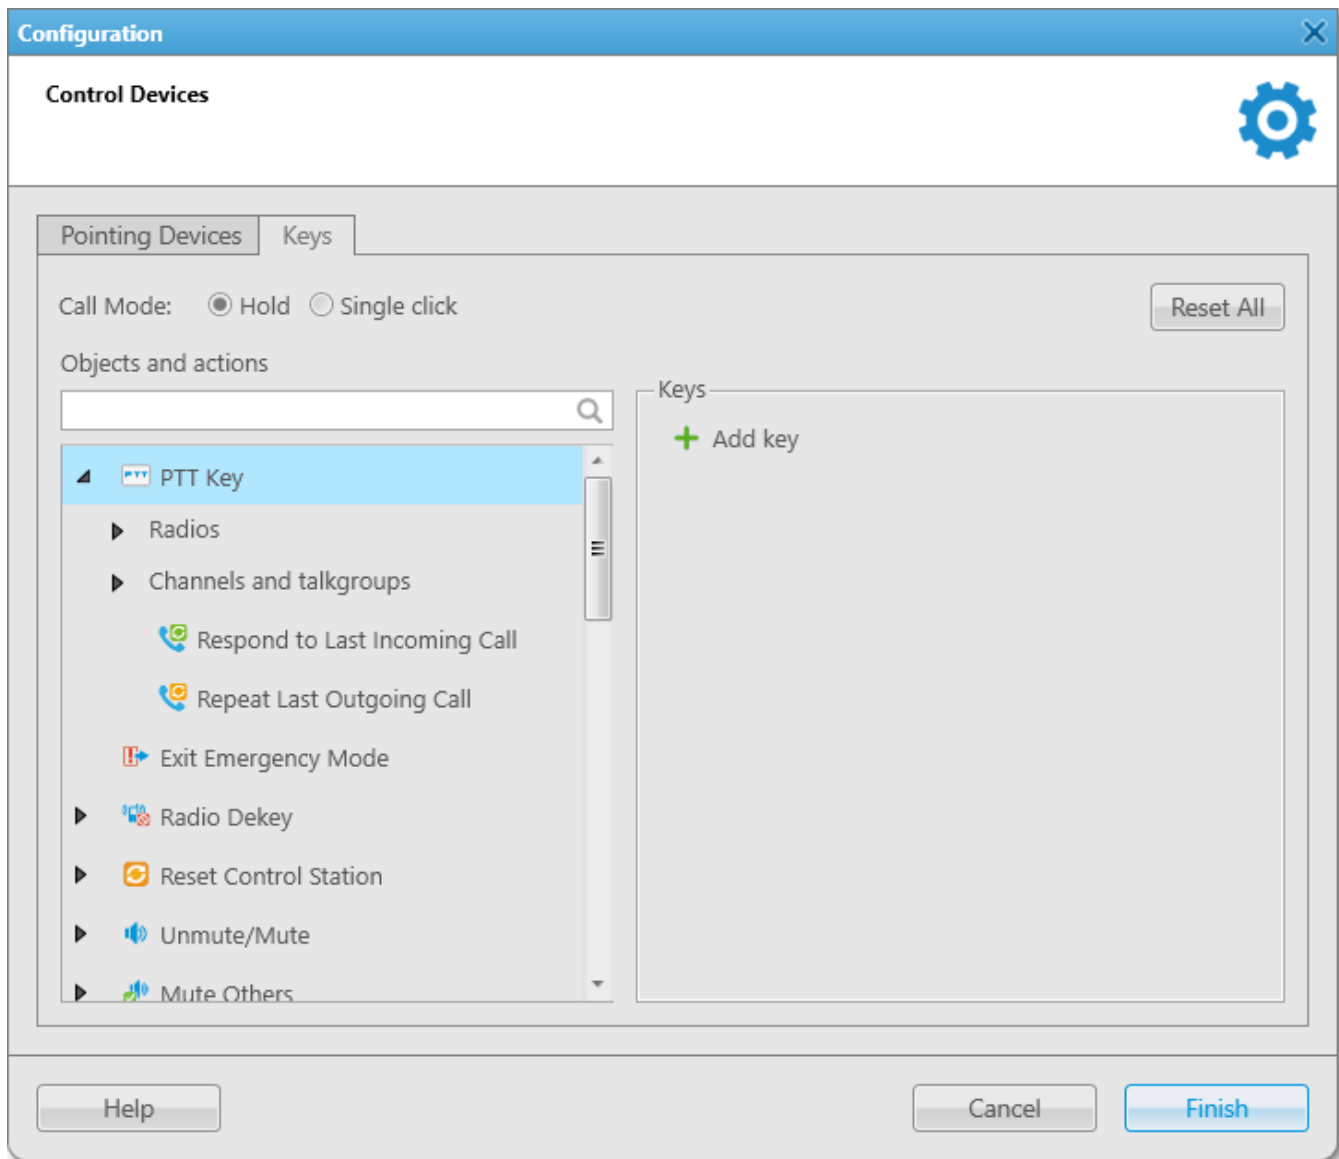 Configuration
Control Devices
Pointing Devices Keys
Call Mode: Hold Single click Reset All
Objects and actions
Keys
Add key
PTT PTT Key
Radios
Channels and talkgroups
Respond to Last Incoming Call
Repeat Last Outgoing Call
Exit Emergency Mode
Radio Dekey
Reset Control Station
Unmute/Mute
Mute Others
Help Cancel Finish